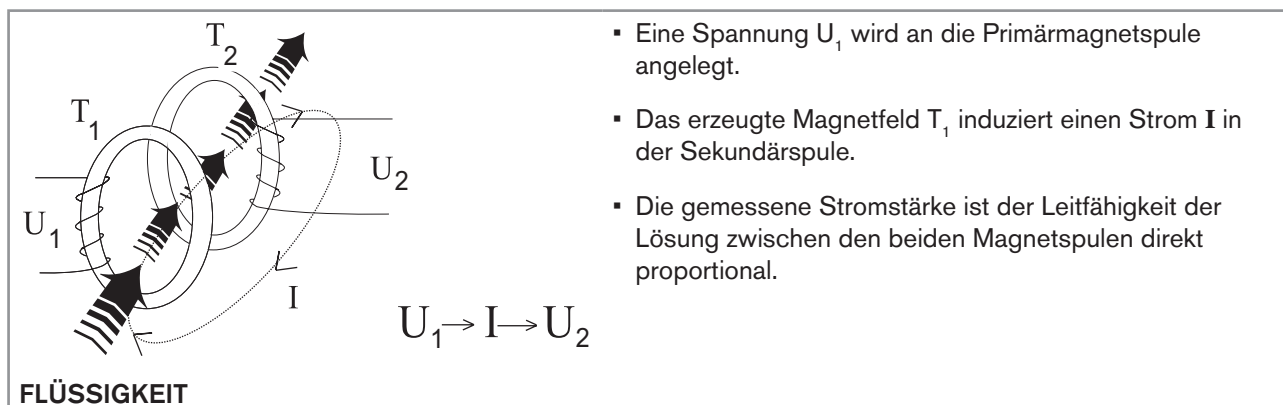 T2
T1
U2
U1
I
U1 → I → U2
FLÜSSIGKEIT
▪ Eine Spannung U1 wird an die Primärmagnetspule
angelegt.
▪ Das erzeugte Magnetfeld T1 induziert einen Strom I in
der Sekundärspule.
▪ Die gemessene Stromstärke ist der Leitfähigkeit der
Lösung zwischen den beiden Magnetspulen direkt
proportional.